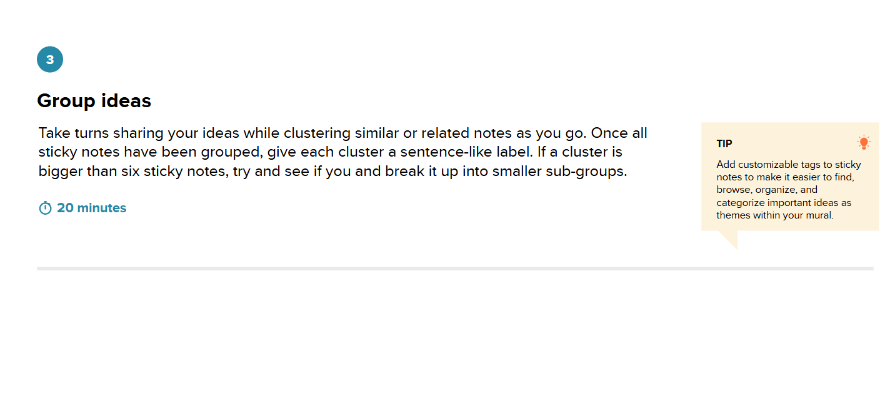 3
Group ideas
Take turns sharing your ideas while clustering similar or related notes as you go. Once all
sticky notes have been grouped, give each cluster a sentence-like label. If a cluster is
bigger than six sticky notes, try and see if you and break it up into smaller sub-groups.
20 minutes
TIP
Add customizable tags to sticky
notes to make it easier to find,
browse, organize, and
categorize important ideas as
themes within your mural.